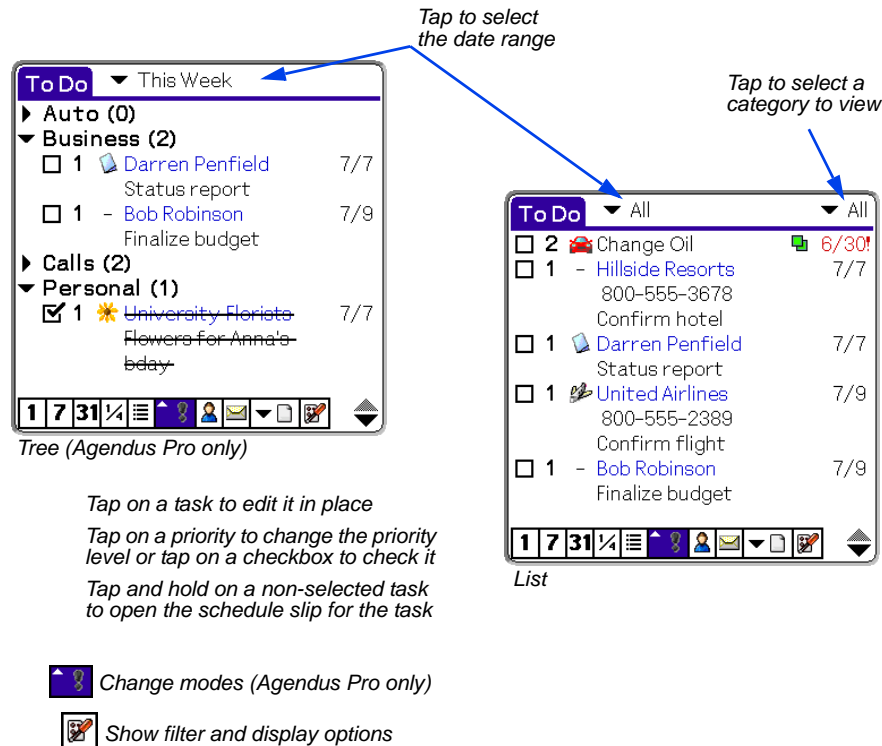 Tap to select
the date range
Tap to select a
category to view
To Do This Week
Auto (0)
Business (2)
1 Darren Penfield 7/7
Status report
1 - Bob Robinson 7/9
Finalize budget
Calls (2)
Personal (1)
1 University Florists 7/7
Flowers for Anna's
bday
1 7 31 1/4
Tree (Agendus Pro only)
To Do All All
2 Change Oil 6/30!
1 - Hillside Resorts 7/7
800-555-3678
Confirm hotel
1 Darren Penfield 7/7
Status report
1 United Airlines 7/9
800-555-2389
Confirm flight
1 - Bob Robinson 7/9
Finalize budget
1 7 31 1/4
List
Tap on a task to edit it in place
Tap on a priority to change the priority
level or tap on a checkbox to check it
Tap and hold on a non-selected task
to open the schedule slip for the task
Change modes (Agendus Pro only)
Show filter and display options